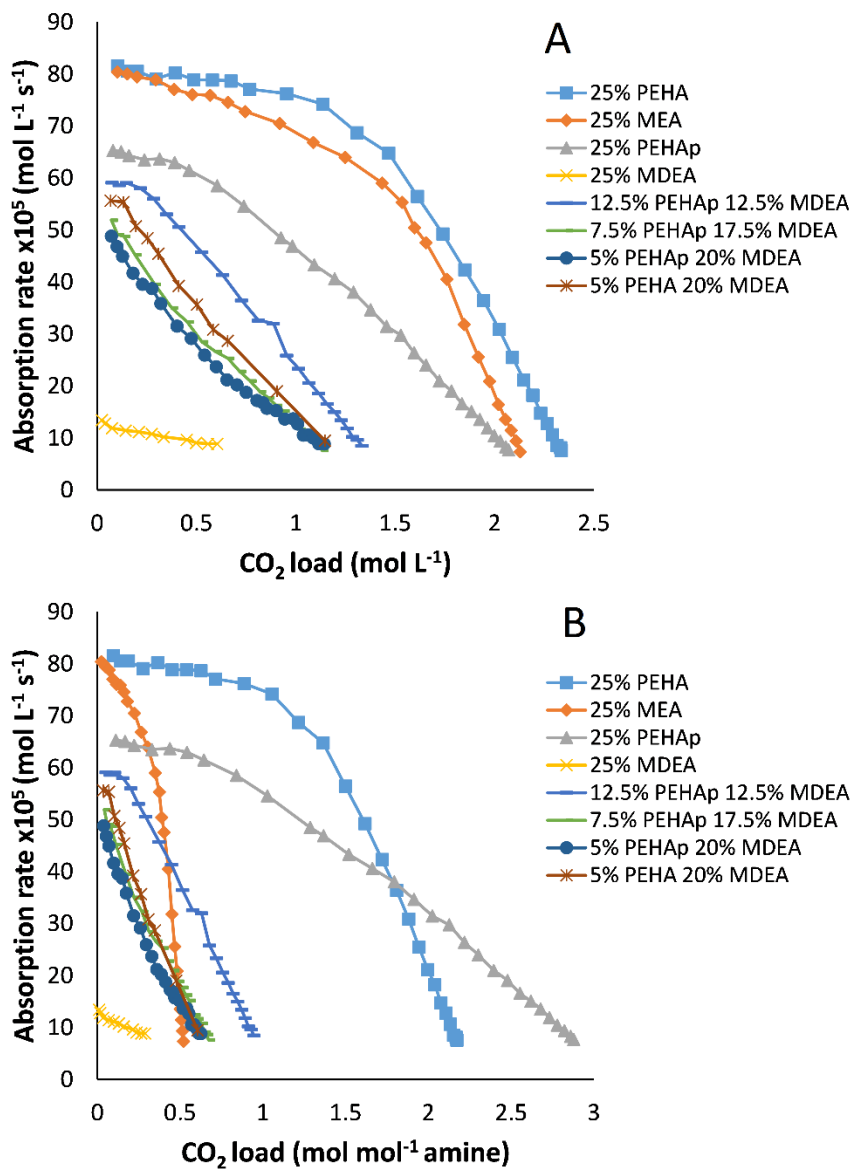 A
90
80
70
60
50
40
30
20
10
0
Absorption rate x10⁵ (mol L⁻¹ s⁻¹)
0 0.5 1 1.5 2 2.5
CO₂ load (mol L⁻¹)
25% PEHA
25% MEA
25% PEHAp
25% MDEA
12.5% PEHAp 12.5% MDEA
7.5% PEHAp 17.5% MDEA
5% PEHAp 20% MDEA
5% PEHA 20% MDEA
B
90
80
70
60
50
40
30
20
10
0
Absorption rate x10⁵ (mol L⁻¹ s⁻¹)
0 0.5 1 1.5 2 2.5 3
CO₂ load (mol mol⁻¹ amine)
25% PEHA
25% MEA
25% PEHAp
25% MDEA
12.5% PEHAp 12.5% MDEA
7.5% PEHAp 17.5% MDEA
5% PEHAp 20% MDEA
5% PEHA 20% MDEA